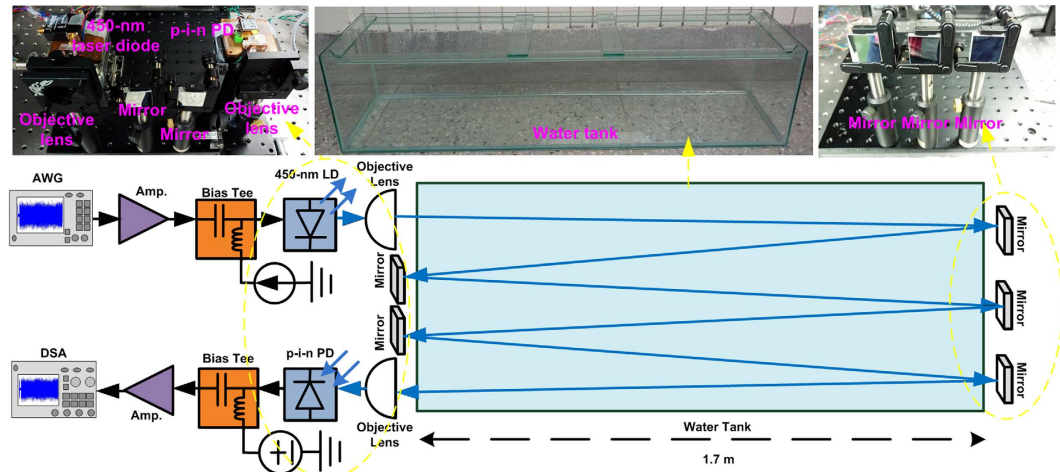 450-nm
laser diode
p-i-n PD
Objective
lens
Mirror
Mirror
Objective
lens
Water tank
Mirror Mirror Mirror
AWG
Amp.
Bias Tee
450-nm LD
Objective
Lens
Mirror
Mirror
Mirror
Mirror
Mirror
DSA
Amp.
Bias Tee
p-i-n PD
Objective
Lens
Water Tank
1.7 m